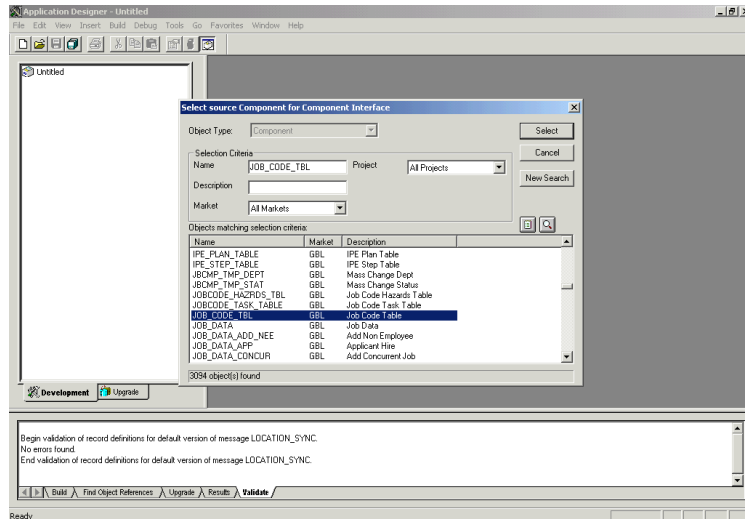 Application Designer - Untitled
File Edit View Insert Build Debug Tools Go Favorites Window Help
Untitled
Select source Component for Component Interface
Object Type: Component
Select
Selection Criteria
Cancel
Name JOB_CODE_TBL Project All Projects
New Search
Description
Market All Markets
Objects matching selection criteria:
Name Market Description
IPE_PLAN_TABLE GBL IPE Plan Table
IPE_STEP_TABLE GBL IPE Step Table
JBCMP_TMP_DEPT GBL Mass Change Dept
JBCMP_TMP_STAT GBL Mass Change Status
JOBCODE_HAZRDS_TBL GBL Job Code Hazards Table
JOBCODE_TASK_TABLE GBL Job Code Task Table
JOB_CODE_TBL GBL Job Code Table
JOB_DATA GBL Job Data
JOB_DATA_ADD_NEE GBL Add Non Employee
JOB_DATA_APP GBL Applicant Hire
JOB_DATA_CONCUR GBL Add Concurrent Job
3094 object(s) found
Development Upgrade
Begin validation of record definitions for default version of message LOCATION_SYNC.
No errors found.
End validation of record definitions for default version of message LOCATION_SYNC.
Build Find Object References Upgrade Results Validate
Ready